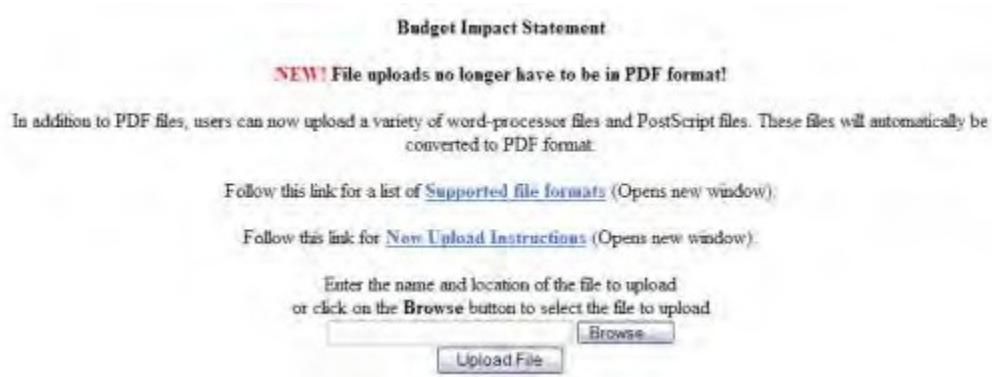 Budget Impact Statement
NEW! File uploads no longer have to be in PDF format!
In addition to PDF files, users can now upload a variety of word-processor files and PostScript files. These files will automatically be
converted to PDF format.
Follow this link for a list of Supported file formats (Opens new window).
Follow this link for New Upload Instructions (Opens new window).
Enter the name and location of the file to upload
or click on the Browse button to select the file to upload
Browse...
Upload File